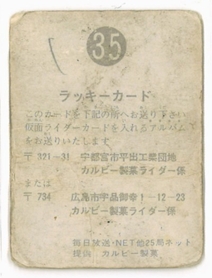 35
ラッキーカード
このカードを下記の所へお送り下さい
仮面ライダーカードを入れるアルバム
をお送りいたします
〒321-31 宇都宮市平出工業団地
カルビー製菓ライダー係
または
〒734 広島市宇品御幸1-12-23
カルビー製菓ライダー係
毎日放送・NET他25局ネット
提供 カルビー製菓